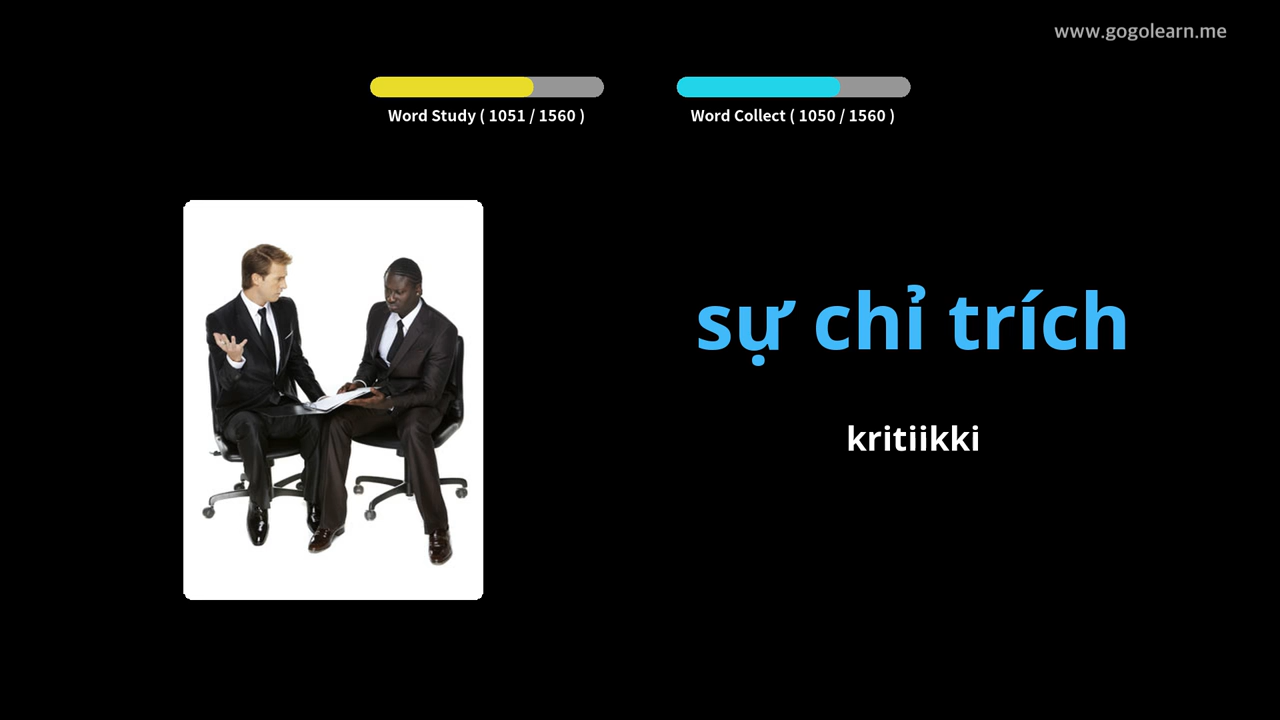 www.gogolearn.me
Word Study ( 1051 / 1560 )
Word Collect ( 1050 / 1560 )
sự chỉ trích
kritiikki